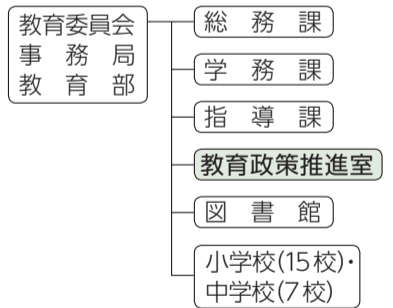 教育委員会
事務局
教育部
総務課
学務課
指導課
教育政策推進室
図書館
小学校(15校)・
中学校(7校)